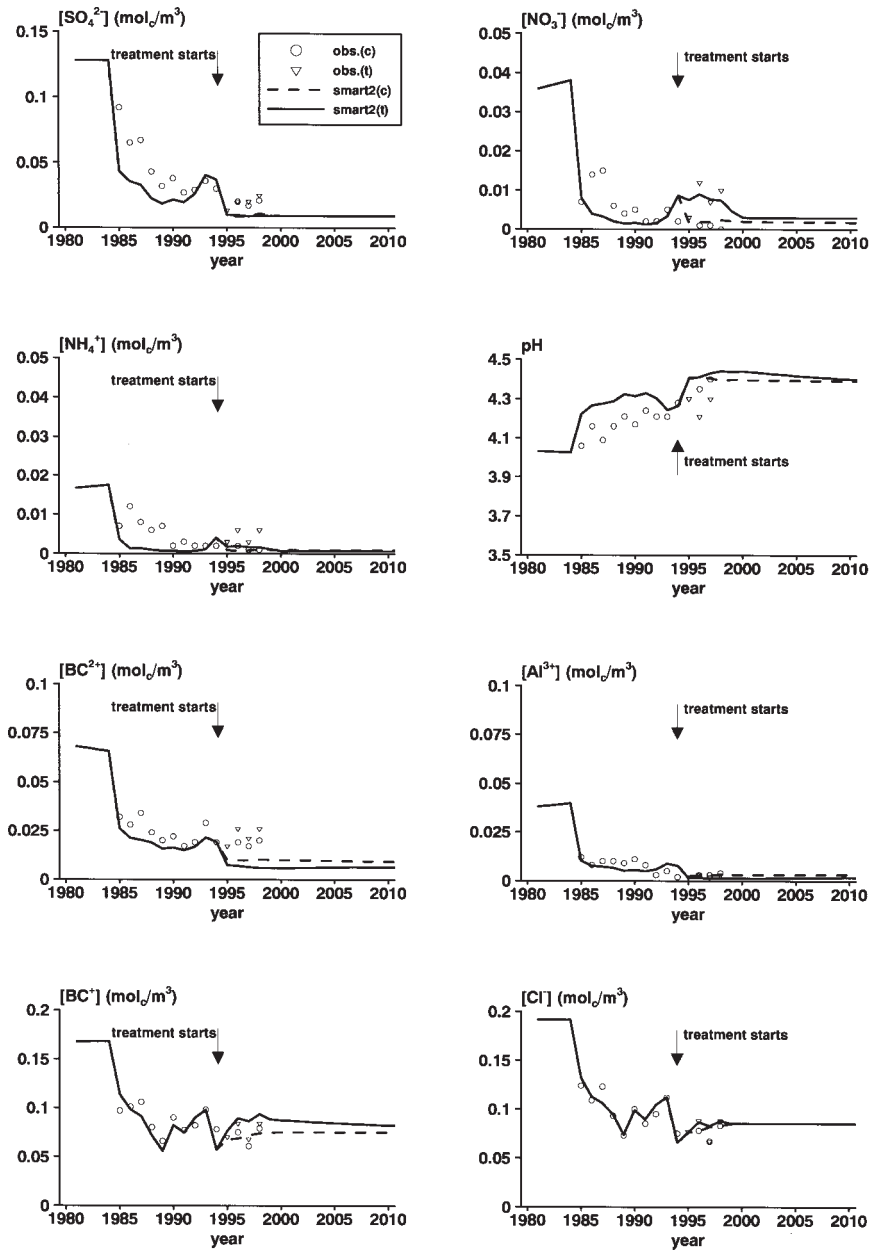 [SO₄²⁻] (molc/m³)
0.15
0.1
0.05
0
treatment starts
obs.(c)
obs.(t)
smart2(c)
smart2(t)
1980 1985 1990 1995 2000 2005 2010
year
[NO₃⁻] (molc/m³)
0.05
0.04
0.03
0.02
0.01
0
treatment starts
1980 1985 1990 1995 2000 2005 2010
year
[NH₄⁺] (molc/m³)
0.05
0.04
0.03
0.02
0.01
0
treatment starts
1980 1985 1990 1995 2000 2005 2010
year
pH
4.5
4.3
4.1
3.9
3.7
3.5
treatment starts
1980 1985 1990 1995 2000 2005 2010
year
[BC²⁺] (molc/m³)
0.1
0.075
0.05
0.025
0
treatment starts
1980 1985 1990 1995 2000 2005 2010
year
[Al³⁺] (molc/m³)
0.1
0.075
0.05
0.025
0
treatment starts
1980 1985 1990 1995 2000 2005 2010
year
[BC⁺] (molc/m³)
0.2
0.15
0.1
0.05
0
treatment starts
1980 1985 1990 1995 2000 2005 2010
year
[Cl⁻] (molc/m³)
0.2
0.15
0.1
0.05
0
treatment starts
1980 1985 1990 1995 2000 2005 2010
year